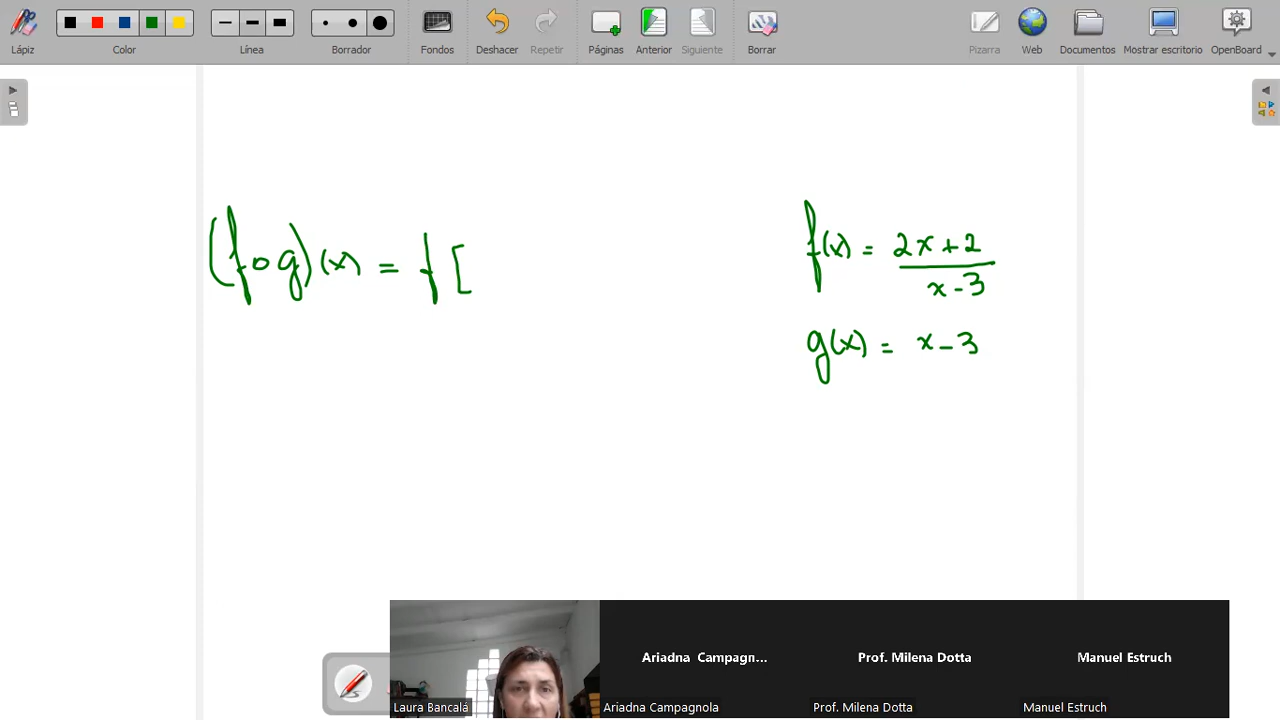 Lápiz Color Línea Borrador Fondos Deshacer Repetir Páginas Anterior Siguiente Borrar Pizarra Web Documentos Mostrar escritorio OpenBoard
(f o g)(x) = f [
f(x) = 2x + 2
x - 3
g(x) = x - 3
Ariadna Campagn...
Prof. Milena Dotta
Manuel Estruch
Laura Bancalá
Ariadna Campagnola
Prof. Milena Dotta
Manuel Estruch